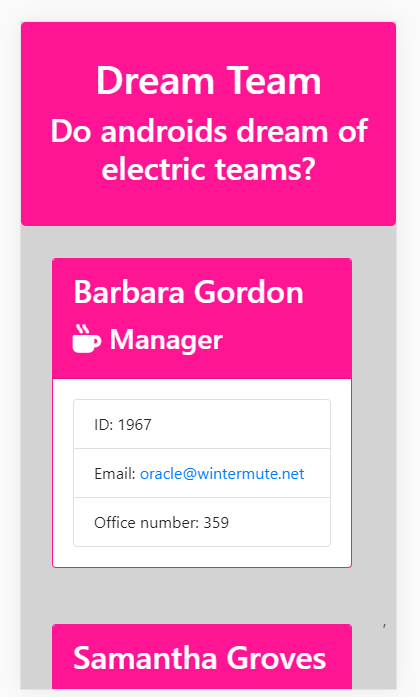 Dream Team
Do androids dream of
electric teams?
Barbara Gordon
Manager
ID: 1967
Email: oracle@wintermute.net
Office number: 359
,
Samantha Groves